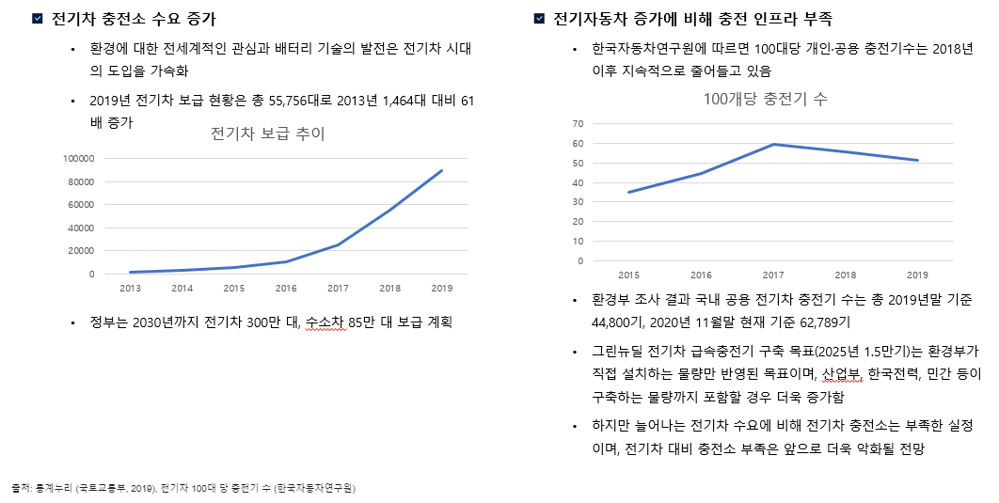 전기차 충전소 수요 증가
• 환경에 대한 전세계적인 관심과 배터리 기술의 발전은 전기차 시대
의 도입을 가속화
• 2019년 전기차 보급 현황은 총 55,756대로 2013년 1,464대 대비 61
배 증가
전기차 보급 추이
100000
80000
60000
40000
20000
0
2013 2014 2015 2016 2017 2018 2019
• 정부는 2030년까지 전기차 300만 대, 수소차 85만 대 보급 계획
전기자동차 증가에 비해 충전 인프라 부족
• 한국자동차연구원에 따르면 100대당 개인·공용 충전기수는 2018년
이후 지속적으로 줄어들고 있음
100개당 충전기 수
70
60
50
40
30
20
10
0
2015 2016 2017 2018 2019
• 환경부 조사 결과 국내 공용 전기차 충전기 수는 총 2019년말 기준
44,800기, 2020년 11월말 현재 기준 62,789기
• 그린뉴딜 전기차 급속충전기 구축 목표(2025년 1.5만기)는 환경부가
직접 설치하는 물량만 반영된 목표이며, 산업부, 한국전력, 민간 등이
구축하는 물량까지 포함할 경우 더욱 증가함
• 하지만 늘어나는 전기차 수요에 비해 전기차 충전소는 부족한 실정
이며, 전기차 대비 충전소 부족은 앞으로 더욱 악화될 전망
출처: 통계누리 (국토교통부, 2019), 전기차 100대 당 충전기 수 (한국자동차연구원)